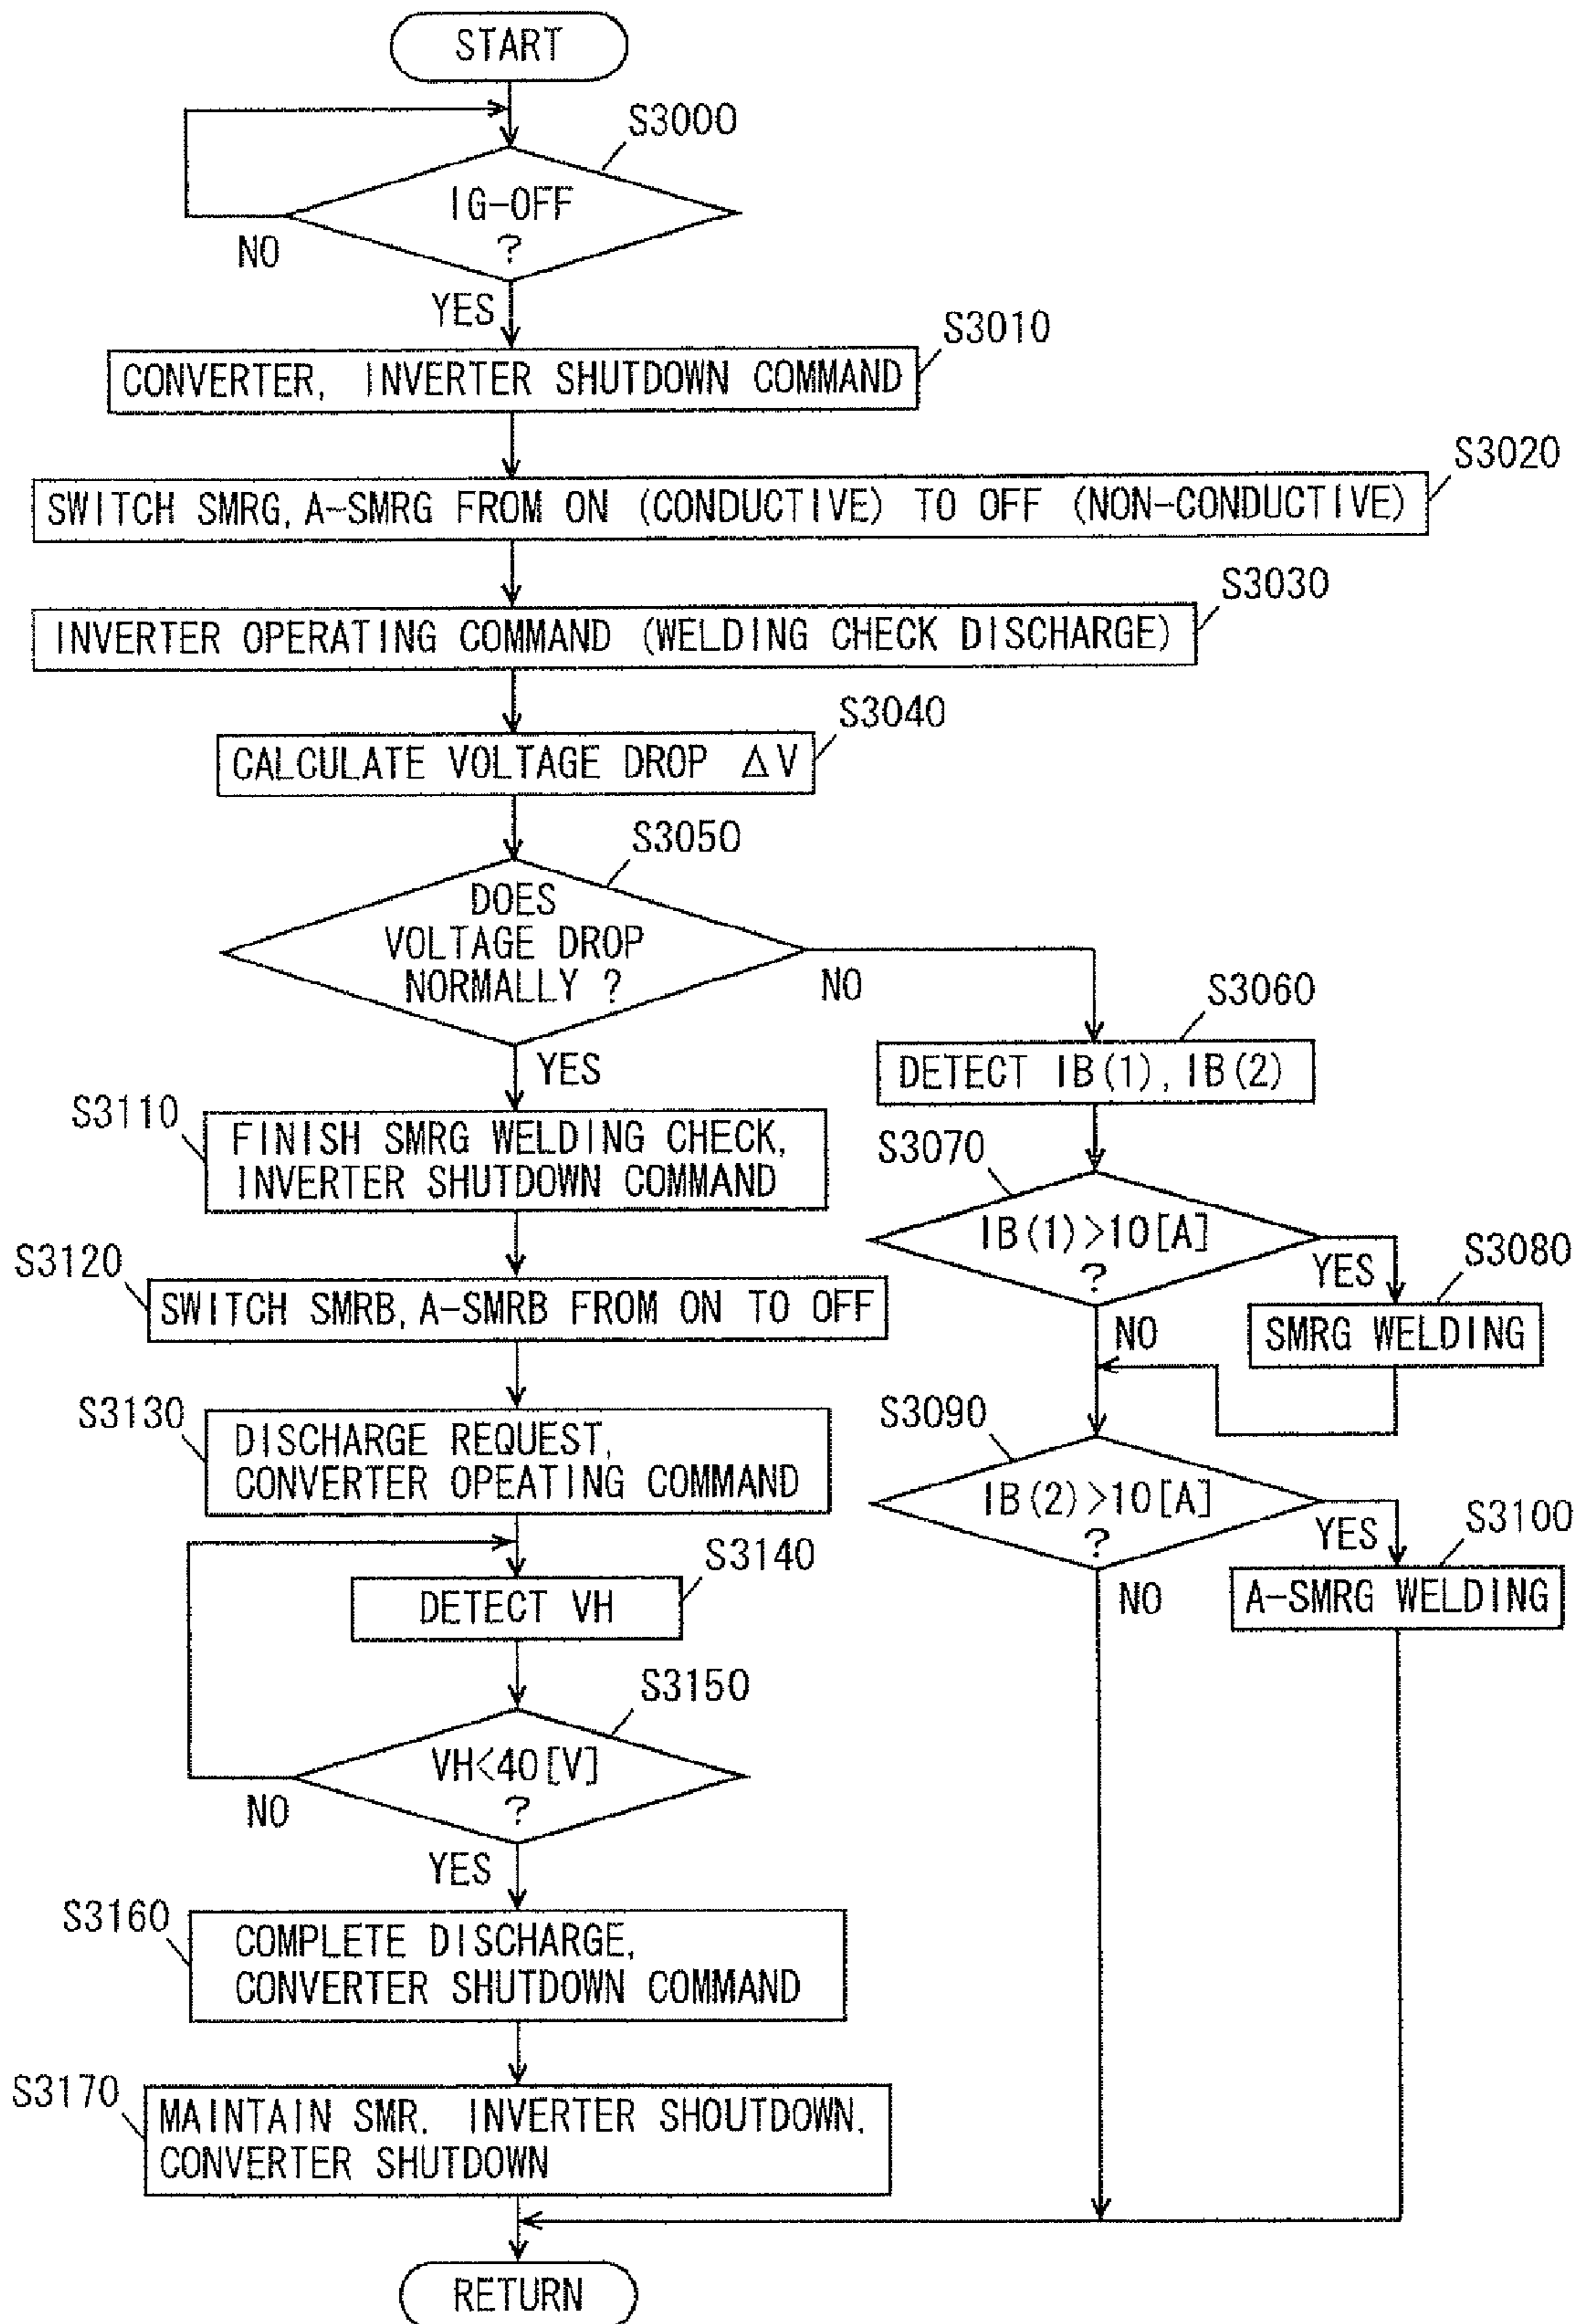 START
S3000
IG-OFF
?
NO
YES
S3010
CONVERTER, INVERTER SHUTDOWN COMMAND
S3020
SWITCH SMRG, A-SMRG FROM ON (CONDUCTIVE) TO OFF (NON-CONDUCTIVE)
S3030
INVERTER OPERATING COMMAND (WELDING CHECK DISCHARGE)
S3040
CALCULATE VOLTAGE DROP ΔV
S3050
DOES
VOLTAGE DROP
NORMALLY ?
NO
YES
S3060
DETECT IB(1), IB(2)
S3070
IB(1)>10[A]
?
YES
NO
S3080
SMRG WELDING
S3090
IB(2)>10[A]
?
YES
NO
S3100
A-SMRG WELDING
S3110
FINISH SMRG WELDING CHECK,
INVERTER SHUTDOWN COMMAND
S3120
SWITCH SMRB, A-SMRB FROM ON TO OFF
S3130
DISCHARGE REQUEST,
CONVERTER OPEATING COMMAND
S3140
DETECT VH
S3150
VH<40[V]
?
NO
YES
S3160
COMPLETE DISCHARGE,
CONVERTER SHUTDOWN COMMAND
S3170
MAINTAIN SMR. INVERTER SHOUTDOWN,
CONVERTER SHUTDOWN
RETURN